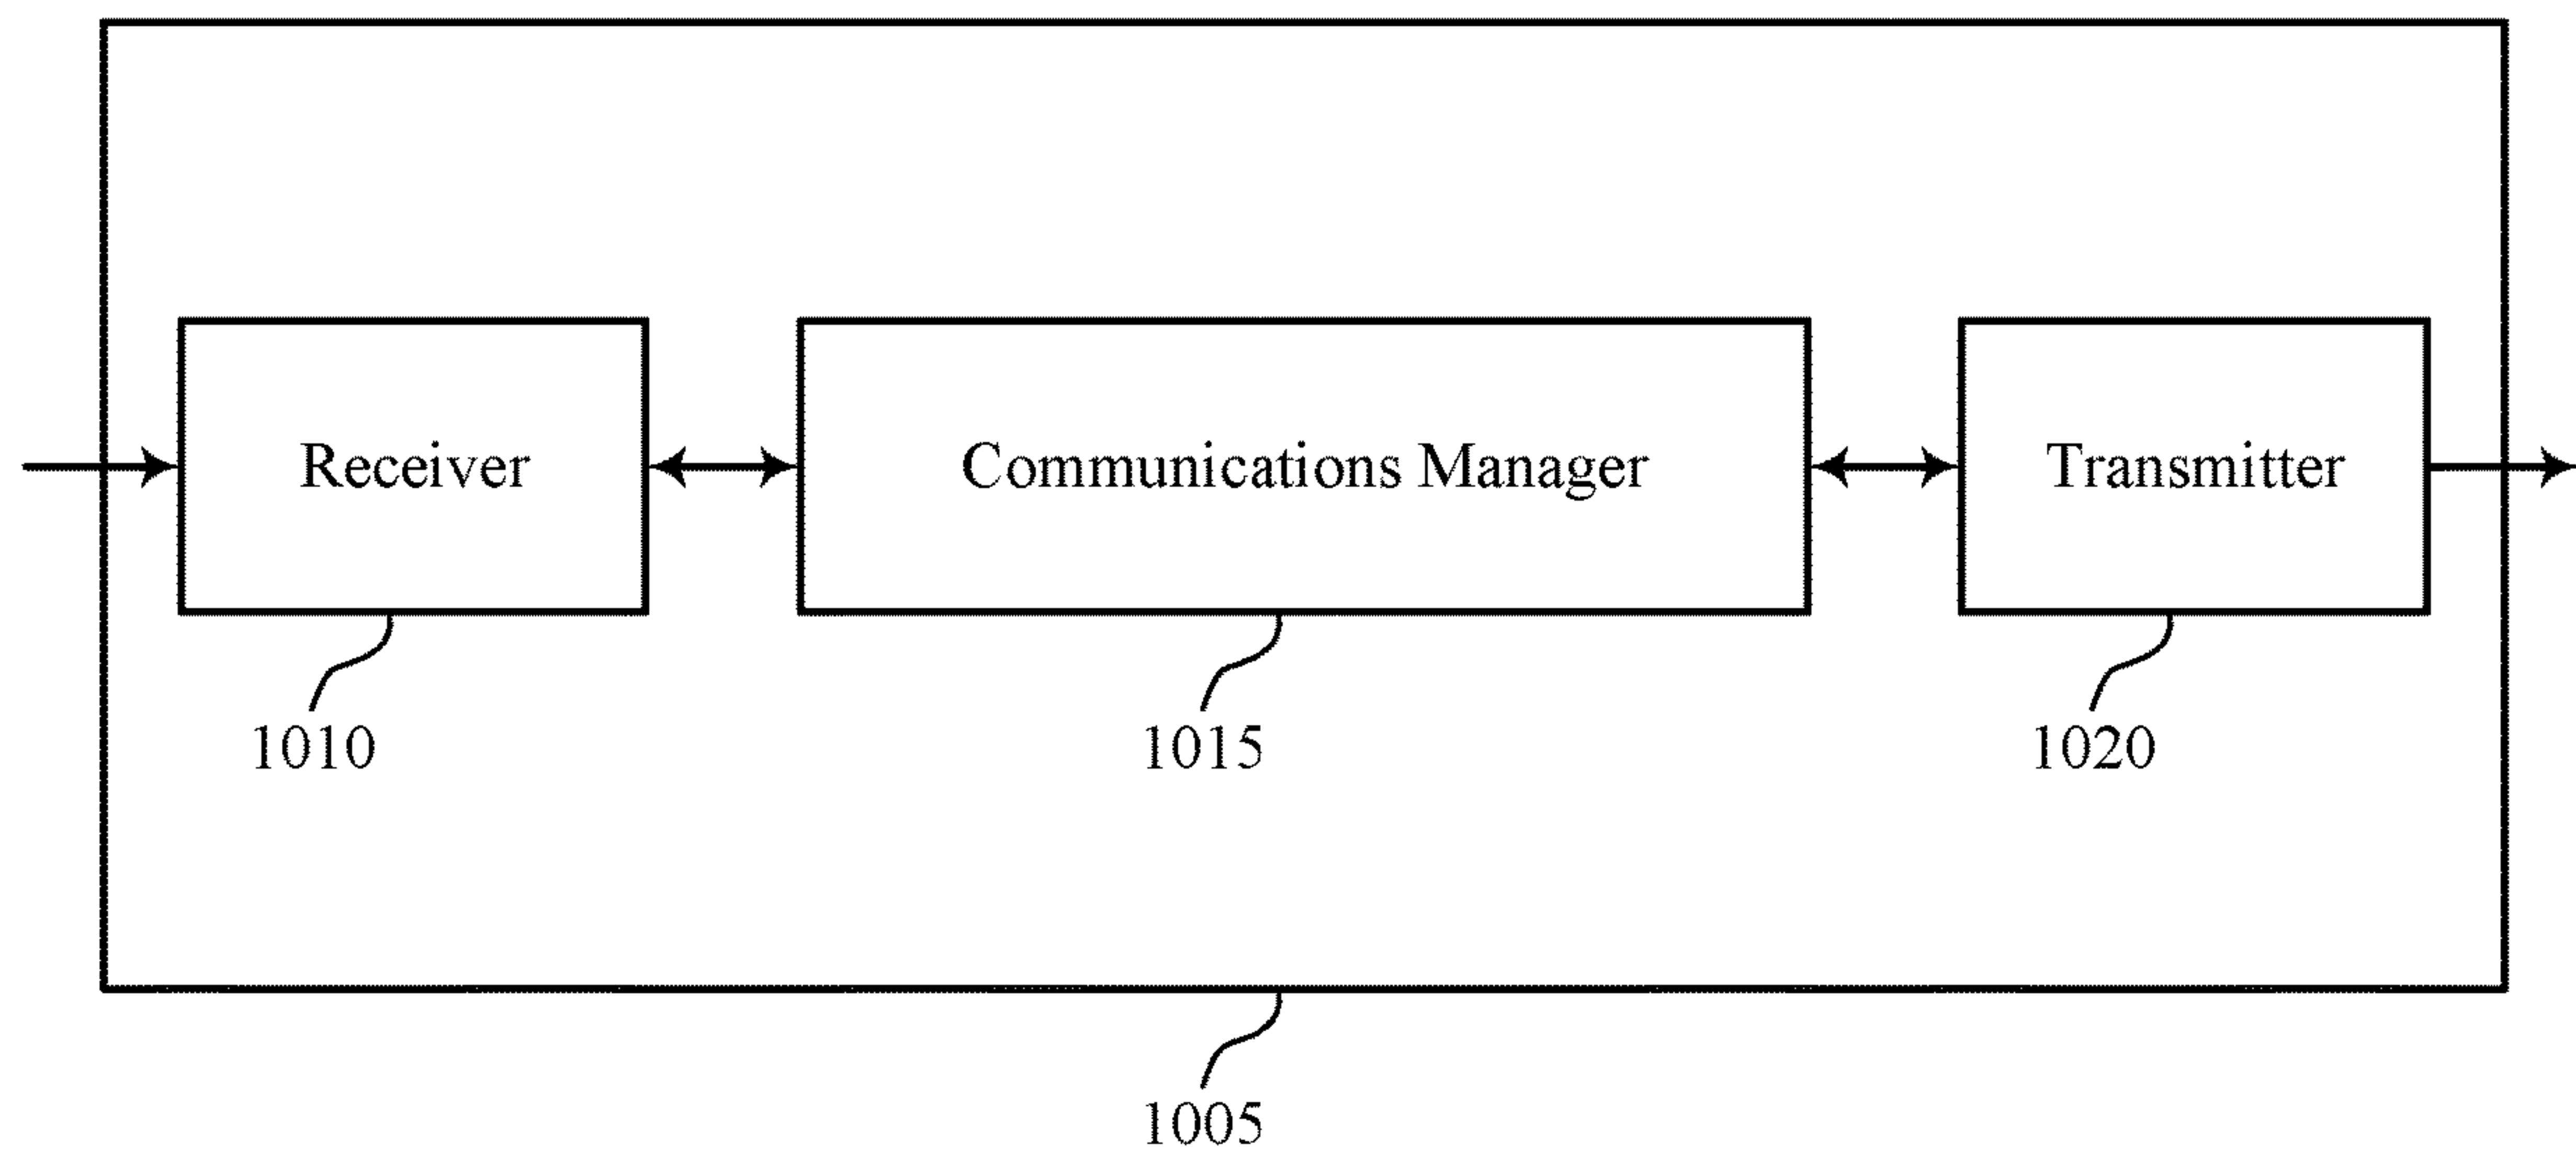 Receiver
Communications Manager
Transmitter
1010
1015
1020
1005